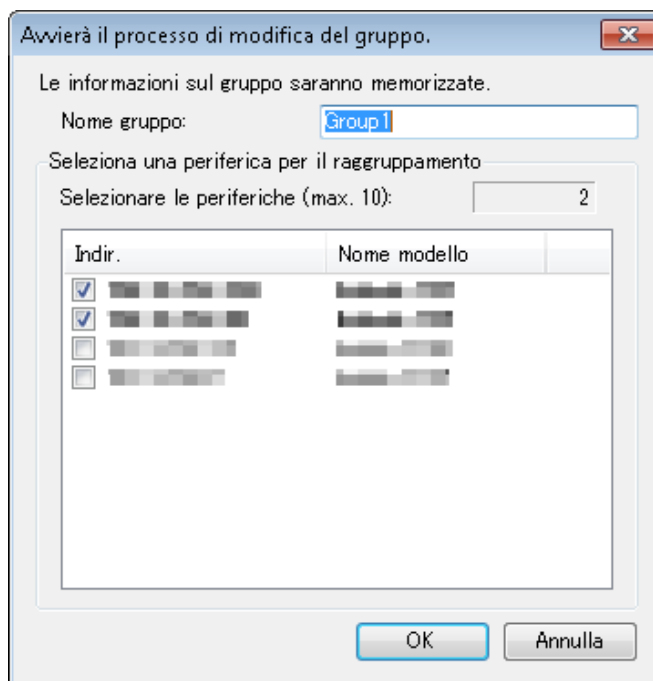 Avvierà il processo di modifica del gruppo.
Le informazioni sul gruppo saranno memorizzate.
Nome gruppo: Group1
Seleziona una periferica per il raggruppamento
Selezionare le periferiche (max. 10): 2
Indir. Nome modello
OK Annulla